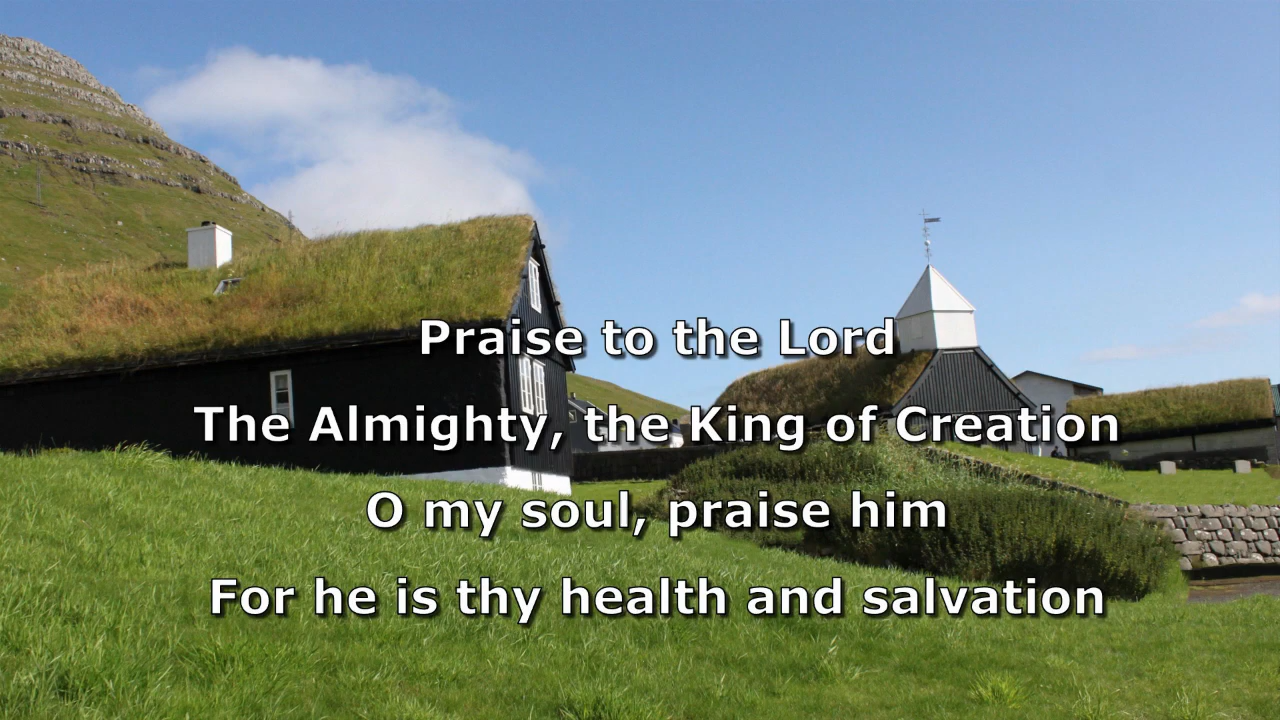 Praise to the Lord
The Almighty, the King of Creation
O my soul, praise him
For he is thy health and salvation